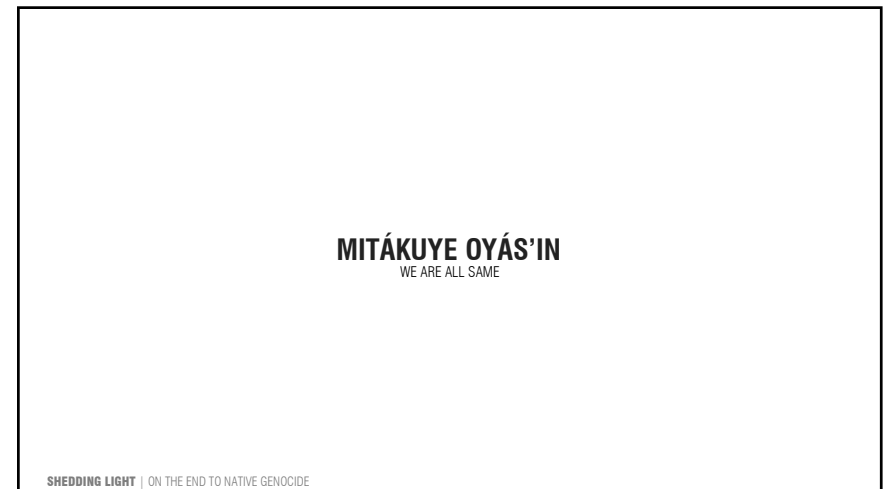 MITÁKUYE OYÁS’IN
WE ARE ALL SAME
SHEDDING LIGHT | ON THE END TO NATIVE GENOCIDE